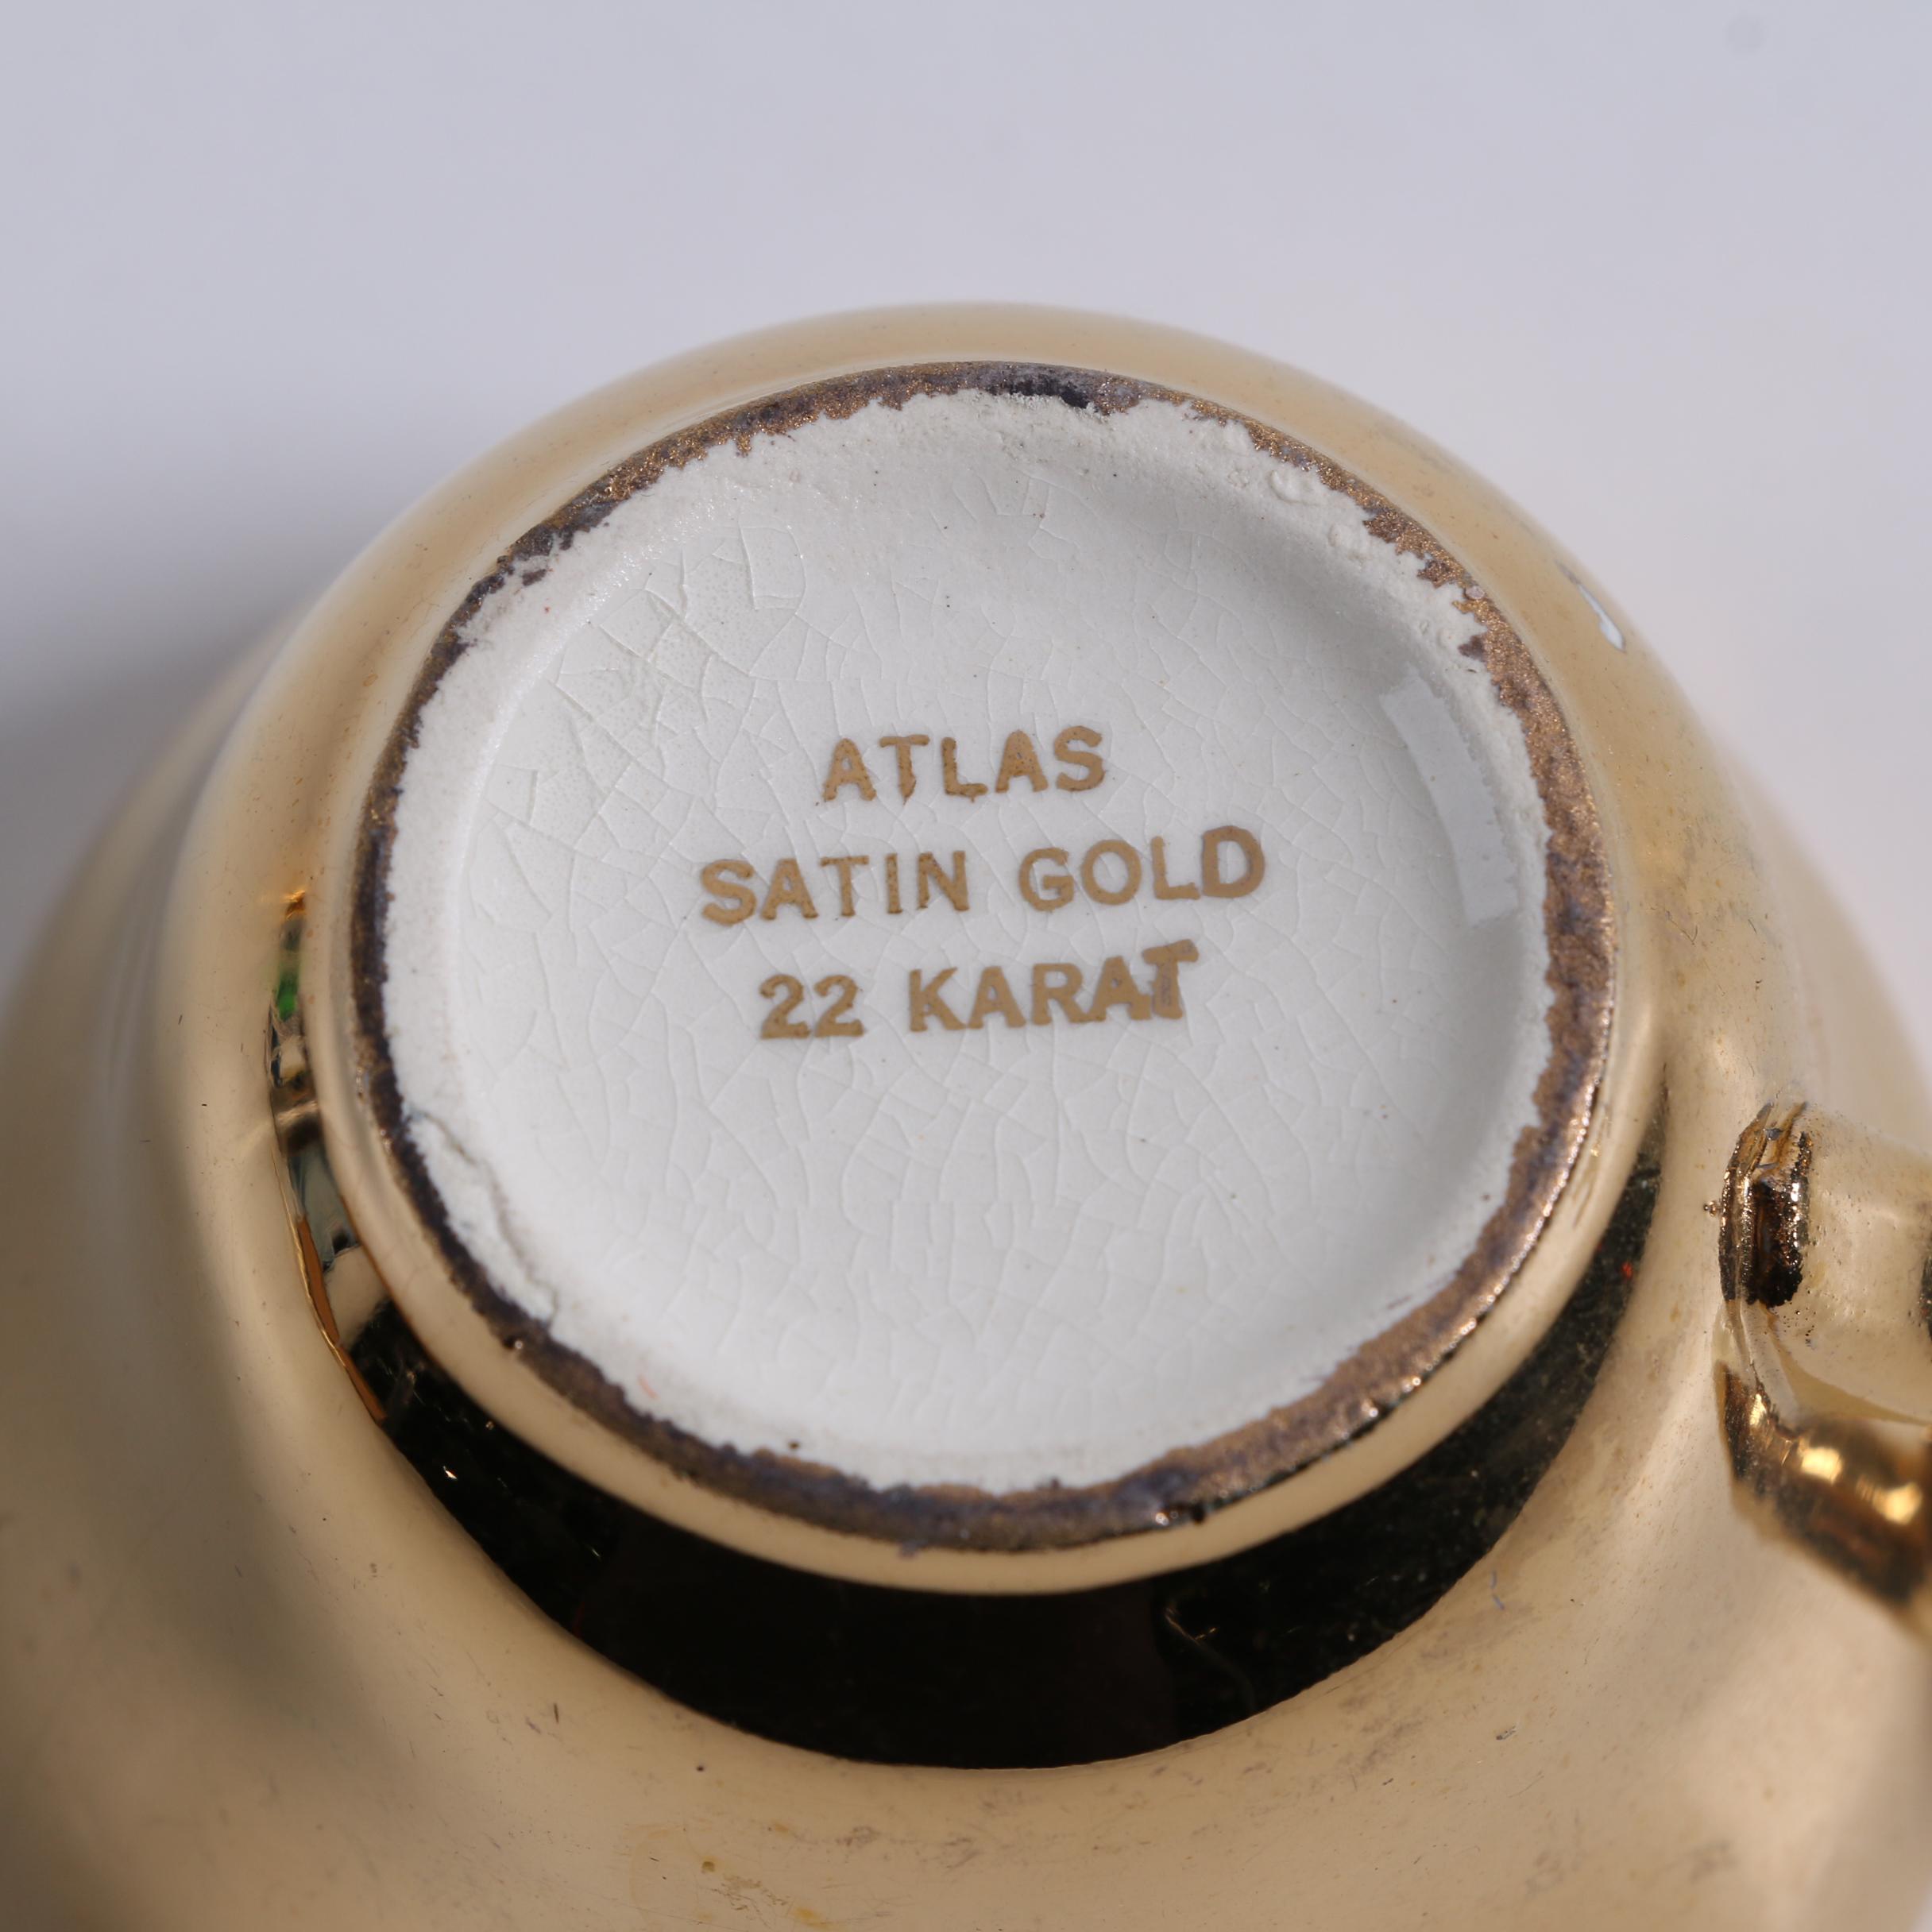 ATLAS
SATIN GOLD
22 KARAT